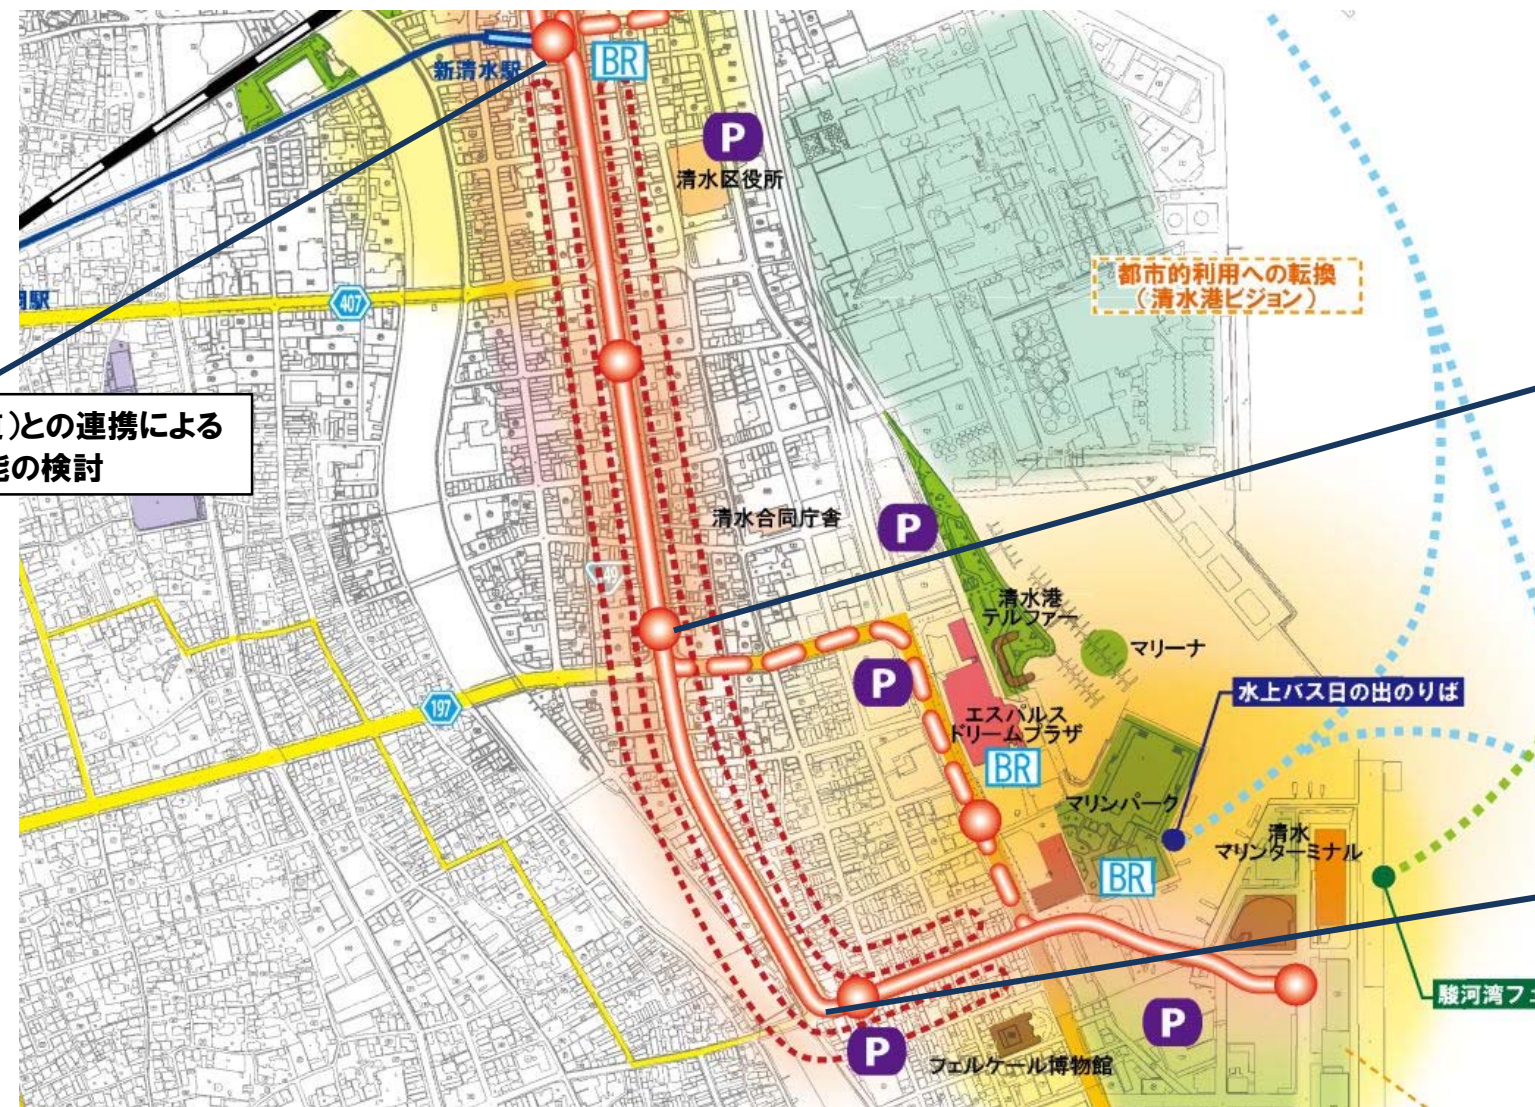 新清水駅
BR
P
清水区役所
都市的利用への転換
(清水港ビジョン)
407
駅
)との連携による
の検討
清水合同庁舎
P
149
清水港
テルファー
マリーナ
P
197
水上バス日の出のりば
エスパルス
ドリームプラザ
BR
マリンパーク
清水
マリンターミナル
BR
駿河湾フェ
P
P
フェルケール博物館